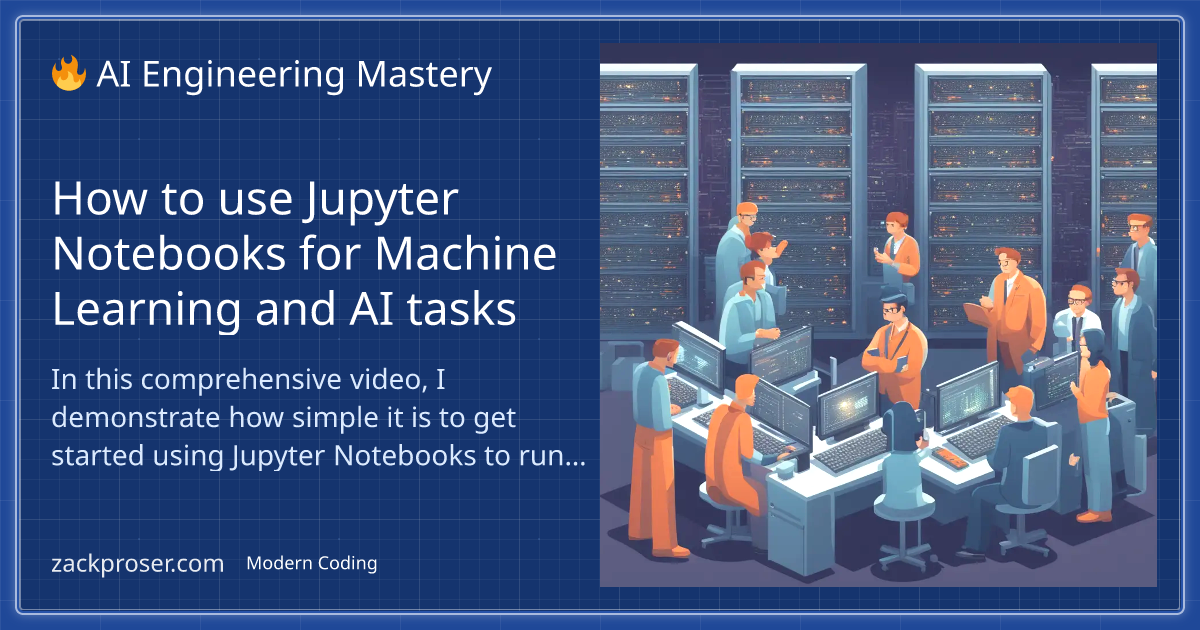 🔥 AI Engineering Mastery
How to use Jupyter
Notebooks for Machine
Learning and AI tasks
In this comprehensive video, I
demonstrate how simple it is to get
started using Jupyter Notebooks to run...
zackproser.com Modern Coding